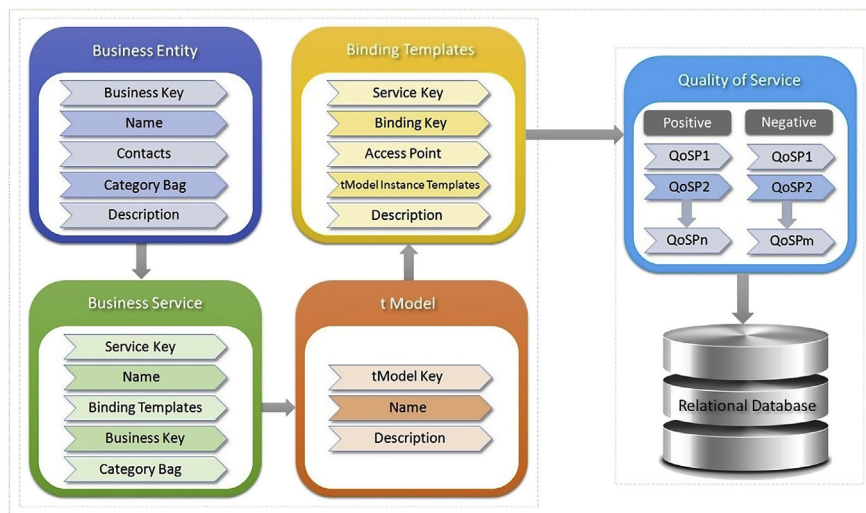 Business Entity
Business Key
Name
Contacts
Category Bag
Description
Binding Templates
Service Key
Binding Key
Access Point
tModel Instance Templates
Description
Quality of Service
Positive
Negative
QoSP1
QoSP1
QoSP2
QoSP2
QoSPn
QoSPm
Business Service
Service Key
Name
Binding Templates
Business Key
Category Bag
t Model
tModel Key
Name
Description
Relational Database